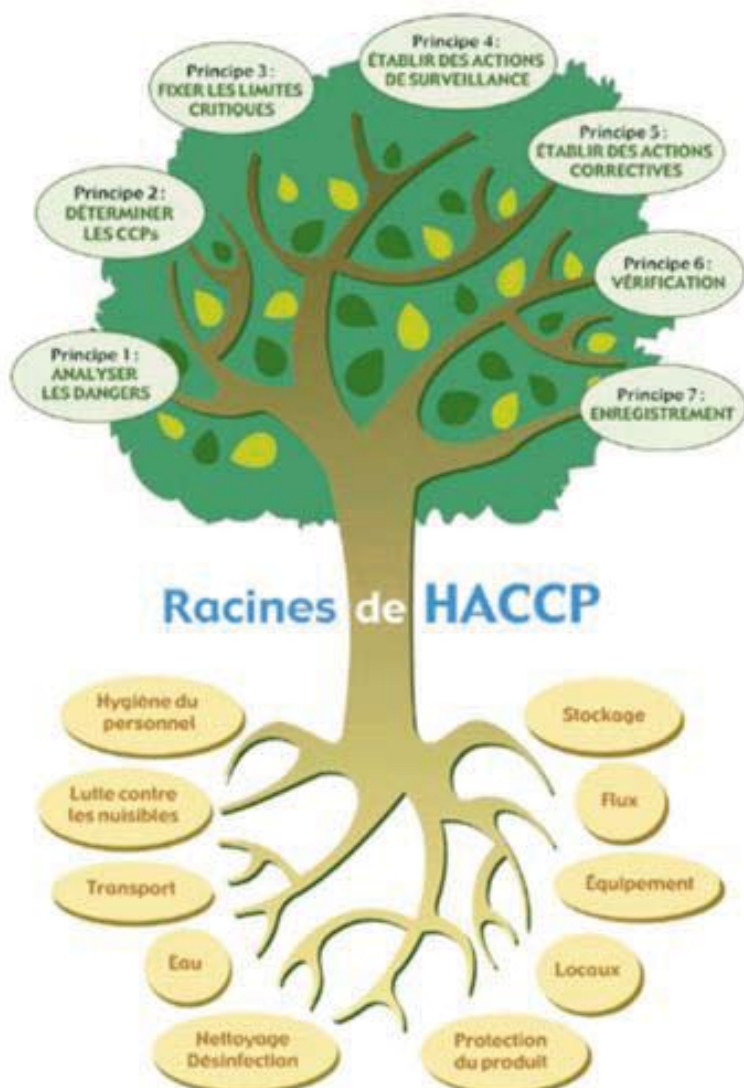 Principe 4 :
ÉTABLIR DES ACTIONS
DE SURVEILLANCE
Principe 3 :
FIXER LES LIMITES
CRITIQUES
Principe 5 :
ÉTABLIR DES ACTIONS
CORRECTIVES
Principe 2 :
DÉTERMINER
LES CCPs
Principe 6 :
VÉRIFICATION
Principe 1 :
ANALYSER
LES DANGERS
Principe 7 :
ENREGISTREMENT
Racines de HACCP
Hygiène du
personnel
Stockage
Lutte contre
les nuisibles
Flux
Transport
Équipement
Eau
Locaux
Nettoyage
Désinfection
Protection
du produit